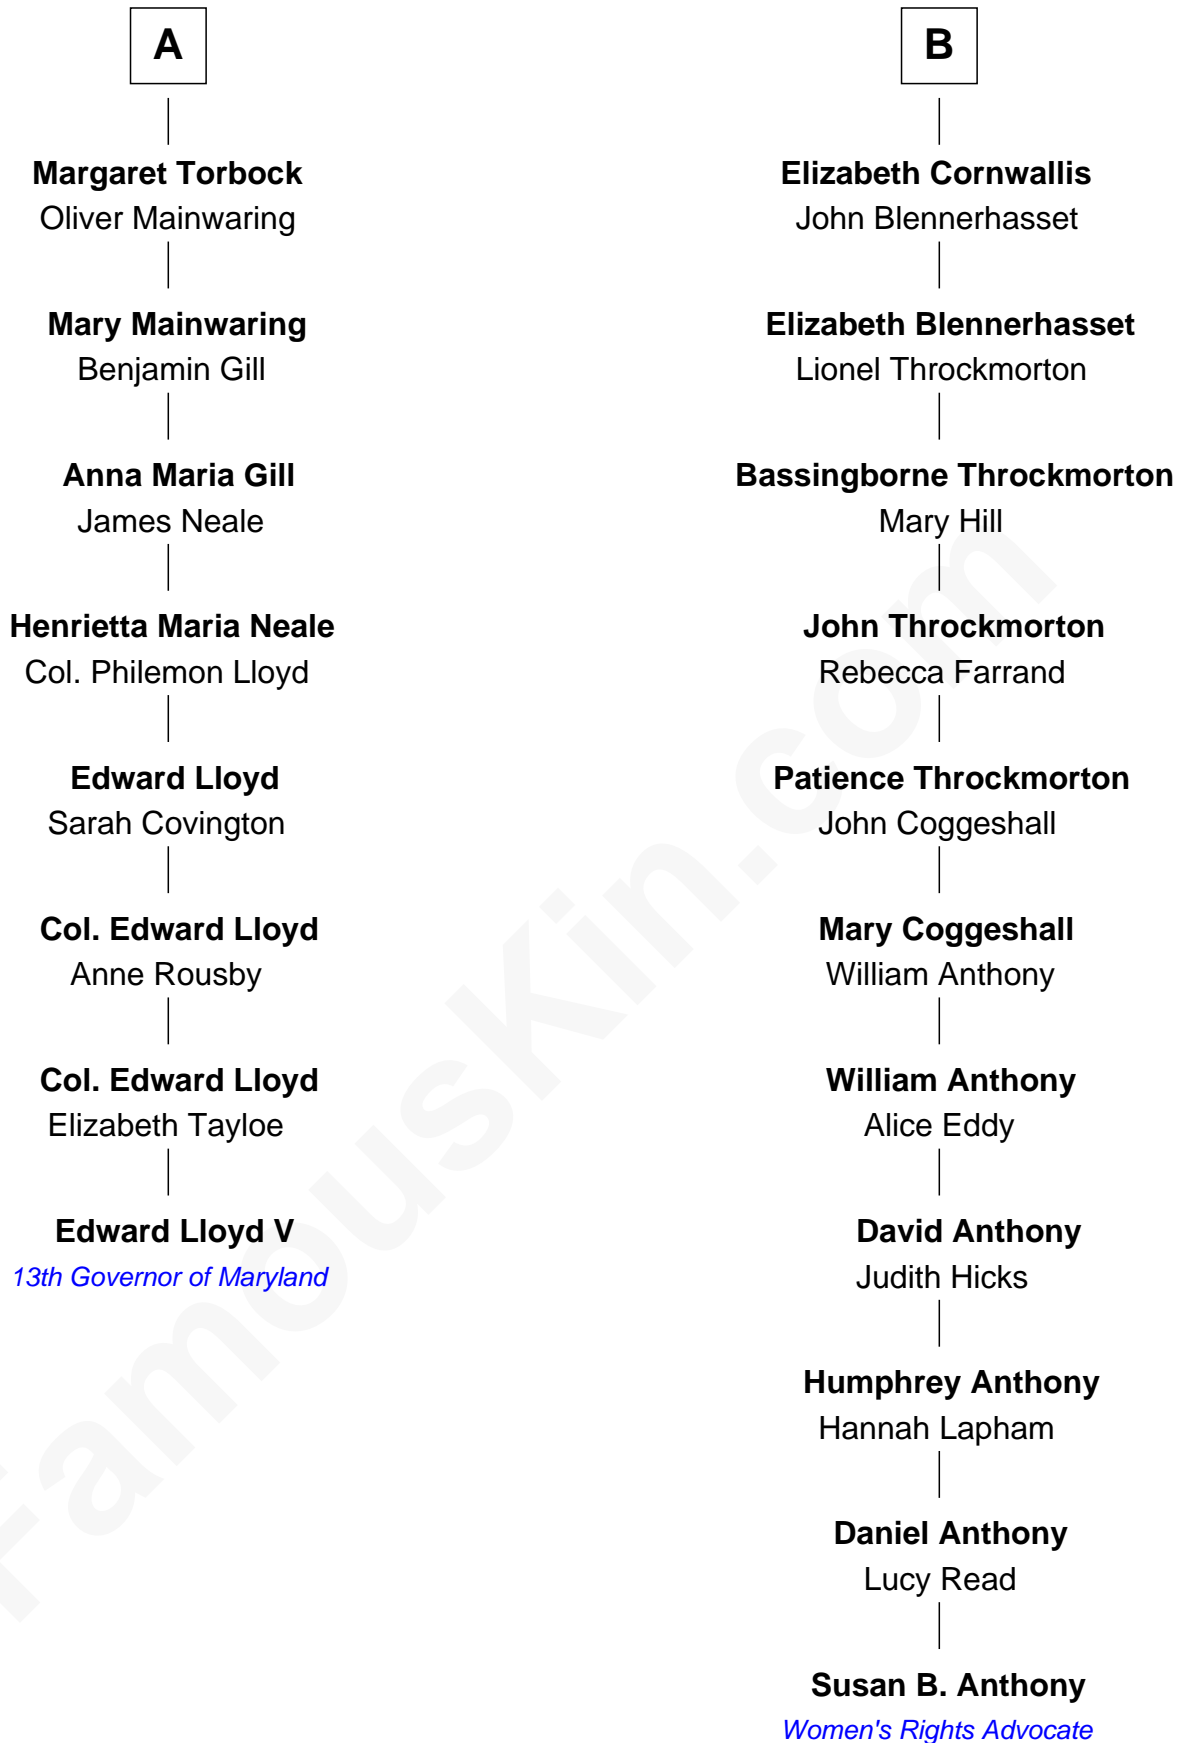 A
Margaret Torbock
Oliver Mainwaring
Mary Mainwaring
Benjamin Gill
Anna Maria Gill
James Neale
Henrietta Maria Neale
Col. Philemon Lloyd
Edward Lloyd
Sarah Covington
Col. Edward Lloyd
Anne Rousby
Col. Edward Lloyd
Elizabeth Tayloe
Edward Lloyd V
13th Governor of Maryland
B
Elizabeth Cornwallis
John Blennerhasset
Elizabeth Blennerhasset
Lionel Throckmorton
Bassingborne Throckmorton
Mary Hill
John Throckmorton
Rebecca Farrand
Patience Throckmorton
John Coggeshall
Mary Coggeshall
William Anthony
William Anthony
Alice Eddy
David Anthony
Judith Hicks
Humphrey Anthony
Hannah Lapham
Daniel Anthony
Lucy Read
Susan B. Anthony
Women's Rights Advocate
FamousKin.com